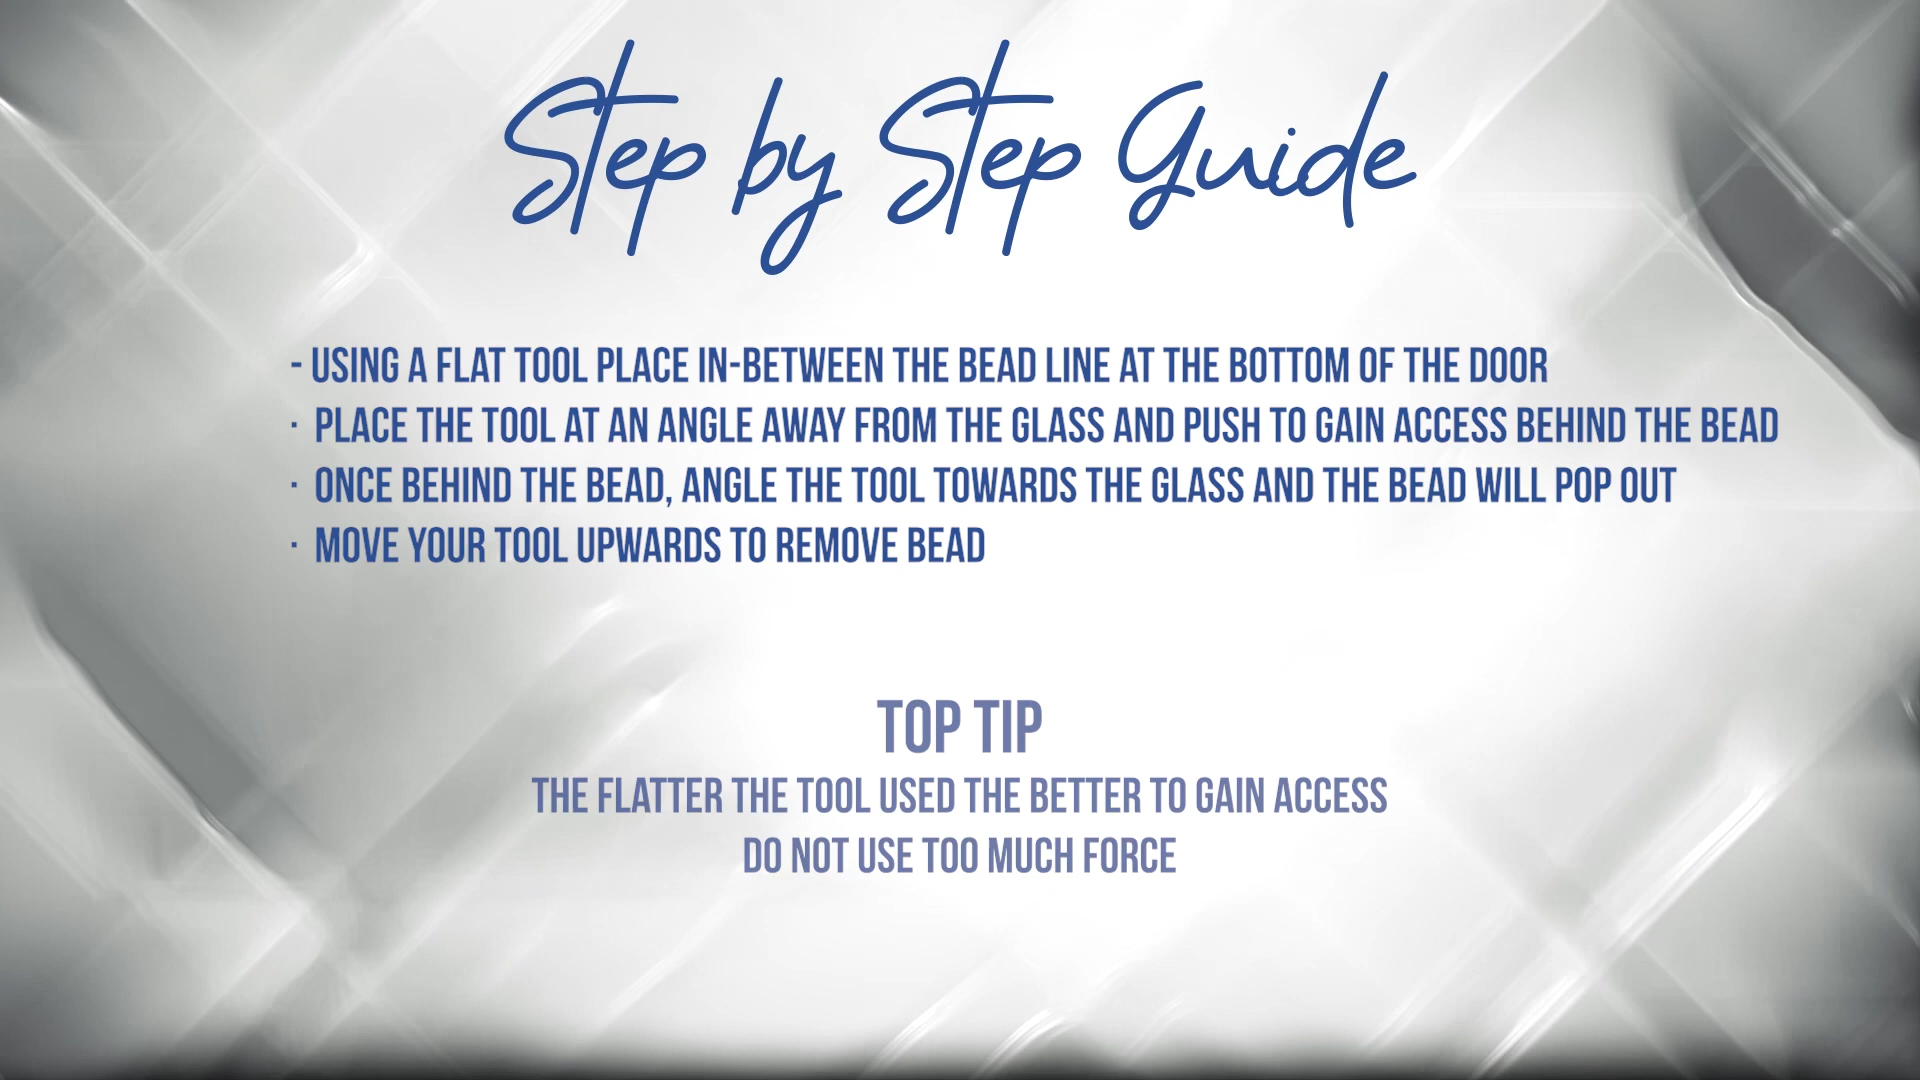 Step by Step Guide
- USING A FLAT TOOL PLACE IN-BETWEEN THE BEAD LINE AT THE BOTTOM OF THE DOOR
· PLACE THE TOOL AT AN ANGLE AWAY FROM THE GLASS AND PUSH TO GAIN ACCESS BEHIND THE BEAD
· ONCE BEHIND THE BEAD, ANGLE THE TOOL TOWARDS THE GLASS AND THE BEAD WILL POP OUT
· MOVE YOUR TOOL UPWARDS TO REMOVE BEAD
TOP TIP
THE FLATTER THE TOOL USED THE BETTER TO GAIN ACCESS
DO NOT USE TOO MUCH FORCE